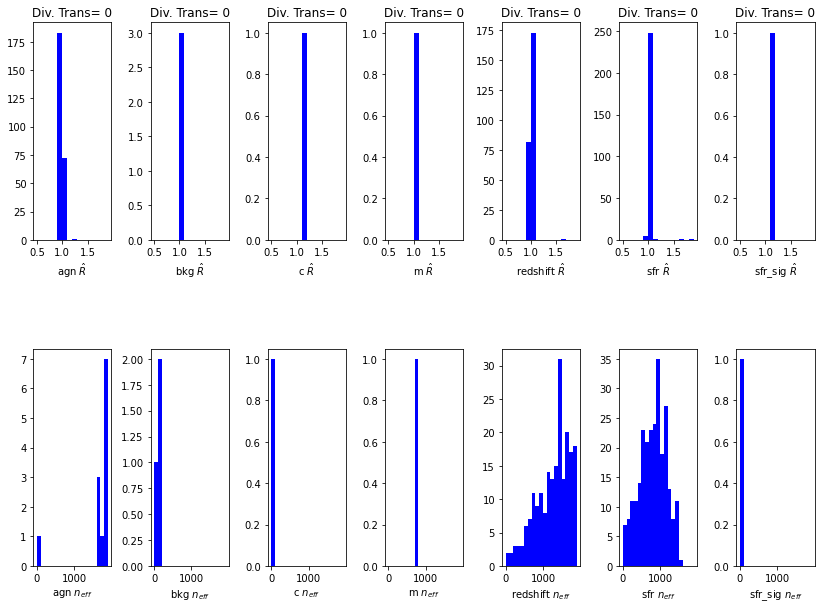 Div. Trans= 0 Div. Trans= 0 Div. Trans= 0 Div. Trans= 0 Div. Trans= 0 Div. Trans= 0 Div. Trans= 0
175 150 125 100 75 50 25 0
0.5 1.0 1.5
agn R̂
3.0 2.5 2.0 1.5 1.0 0.5 0.0
0.5 1.0 1.5
bkg R̂
1.0 0.8 0.6 0.4 0.2 0.0
0.5 1.0 1.5
c R̂
1.0 0.8 0.6 0.4 0.2 0.0
0.5 1.0 1.5
m R̂
175 150 125 100 75 50 25 0
0.5 1.0 1.5
redshift R̂
250 200 150 100 50 0
0.5 1.0 1.5
sfr R̂
1.0 0.8 0.6 0.4 0.2 0.0
0.5 1.0 1.5
sfr_sig R̂
7 6 5 4 3 2 1 0
0 1000
agn n_eff
2.00 1.75 1.50 1.25 1.00 0.75 0.50 0.25 0.00
0 1000
bkg n_eff
1.0 0.8 0.6 0.4 0.2 0.0
0 1000
c n_eff
1.0 0.8 0.6 0.4 0.2 0.0
0 1000
m n_eff
30 25 20 15 10 5 0
0 1000
redshift n_eff
35 30 25 20 15 10 5 0
0 1000
sfr n_eff
1.0 0.8 0.6 0.4 0.2 0.0
0 1000
sfr_sig n_eff